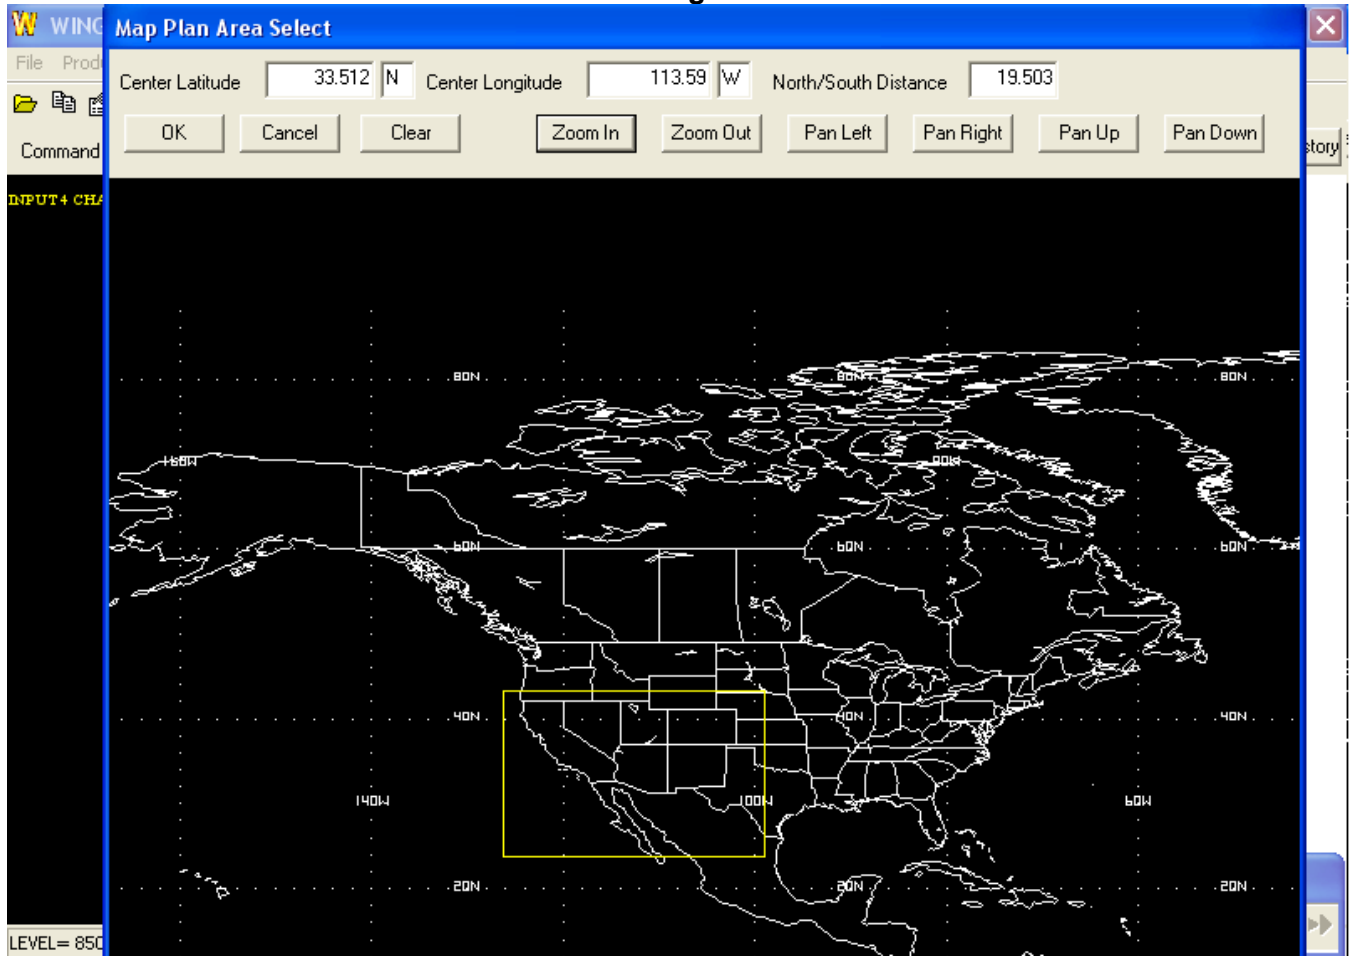 WING Map Plan Area Select
File Prod
Center Latitude 33.512 N Center Longitude 113.59 W North/South Distance 19.503
OK Cancel Clear Zoom In Zoom Out Pan Left Pan Right Pan Up Pan Down
Command story
INPUT4 CHA
80N 80N 80N
160W 80W
60N 60N 60N
40N 40N 40N
140W 100W 60W
20N 20N 20N
LEVEL= 850